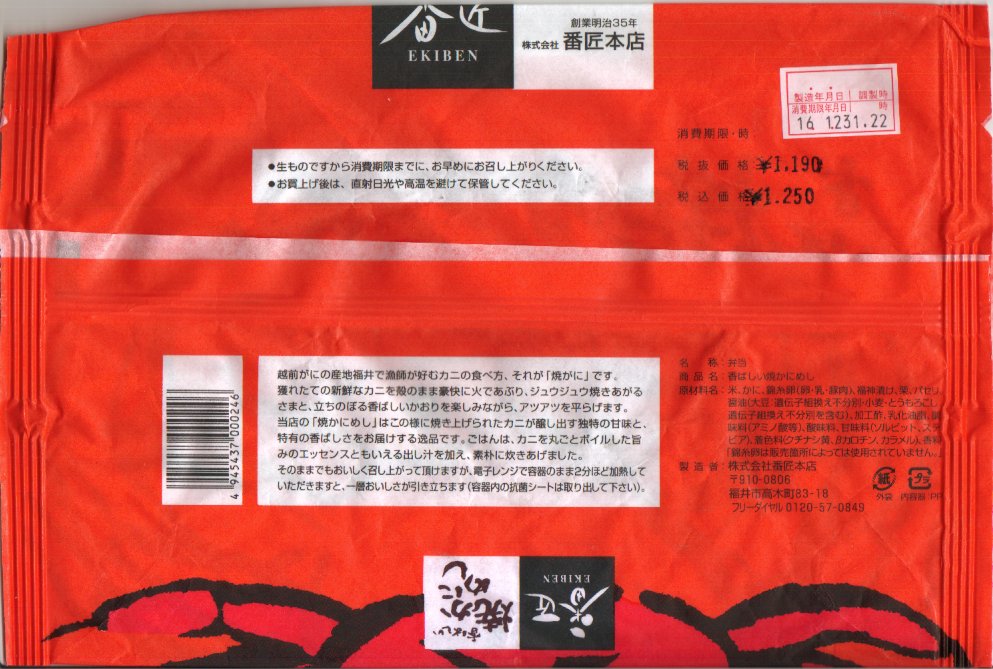 番匠
EKIBEN
創業明治35年
株式会社 番匠本店
製造年月日 調製時
消費期限年月日 時
16 1.231.22
消費期限・時
税抜価格 1.190
税込価格 1.250
●生ものですから消費期限までに、お早めにお召し上がりください。
●お買上げ後は、直射日光や高温を避けて保管してください。
越前がにの産地福井で漁師が好むカニの食べ方、それが「焼がに」です。
獲れたての新鮮なカニを殻のまま豪快に火であぶり、ジュウジュウ焼きあがる
さまと、立ちのぼる香ばしいかおりを楽しみながら、アツアツを平らげます。
当店の「焼かにめし」はこの様に焼き上げられたカニが醸し出す独特の甘味と、
特有の香ばしさをお届けする逸品です。ごはんは、カニを丸ごとボイルした旨
みのエッセンスともいえる出し汁を加え、素朴に炊きあげました。
そのままでもおいしく召し上がって頂けますが、電子レンジで容器のまま2分ほど加熱して
いただきますと、一層おいしさが引き立ちます(容器内の抗菌シートは取り出して下さい)。
4 945437 000246
名称：弁当
商品名：香ばしい焼かにめし
原材料名：米、かに、錦糸卵(卵・乳・豚肉)、福神漬け、栗、パセリ、
醤油(大豆：遺伝子組換え不分別・小麦・とうもろこし：
遺伝子組換え不分別を含む)、加工酢、乳化油脂、調
味料(アミノ酸等)、酸味料、甘味料(ソルビット、ステ
ビア)、着色料(クチナシ黄、βカロチン、カラメル)、香料
「錦糸卵は販売箇所によっては使用されていません。」
製造者：株式会社番匠本店
〒910-0806
福井市高木町83-18
フリーダイヤル 0120-57-0849
紙
外袋
プラ
内容器:PP
香ばしい
焼かに
めし
番匠
EKIBEN